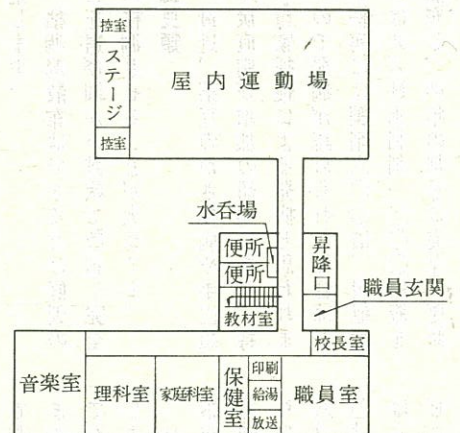 控室
ステージ
控室
屋内運動場
水呑場
便所
便所
昇降口
職員玄関
教材室
校長室
音楽室
理科室
家庭科室
保健室
印刷
給湯
放送
職員室